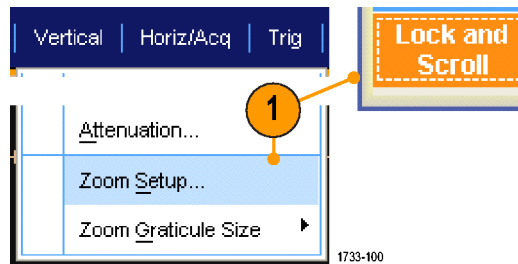 Vertical | Horiz/Acq | Trig
Lock and
Scroll
1
Attenuation...
Zoom Setup...
Zoom Graticule Size
1733-100